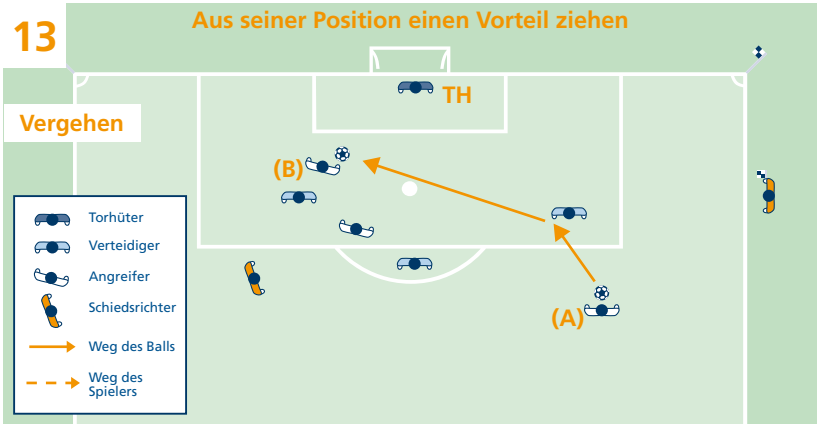 13
Aus seiner Position einen Vorteil ziehen
TH
Vergehen
(B)
(A)
Torhüter
Verteidiger
Angreifer
Schiedsrichter
Weg des Balls
Weg des
Spielers